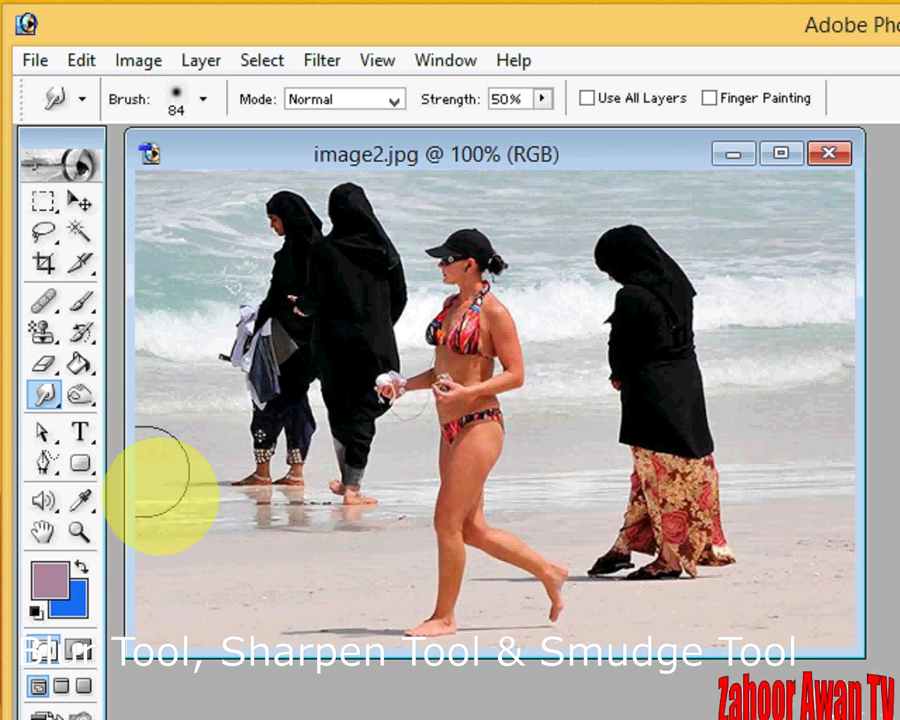 Adobe Pho
File Edit Image Layer Select Filter View Window Help
Brush: 84 Mode: Normal Strength: 50% Use All Layers Finger Painting
image2.jpg @ 100% (RGB)
T
Blur Tool, Sharpen Tool & Smudge Tool
Zahoor Awan TV